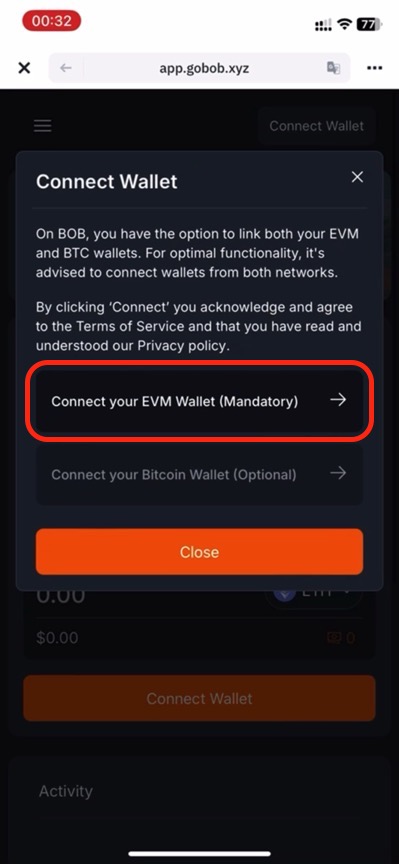 00:32
77
app.gobob.xyz
Connect Wallet
Connect Wallet
On BOB, you have the option to link both your EVM
and BTC wallets. For optimal functionality, it's
advised to connect wallets from both networks.
By clicking ‘Connect’ you acknowledge and agree
to the Terms of Service and that you have read and
understood our Privacy policy.
Connect your EVM Wallet (Mandatory)
Connect your Bitcoin Wallet (Optional)
Close
0.00
ETH
$0.00
0
Connect Wallet
Activity